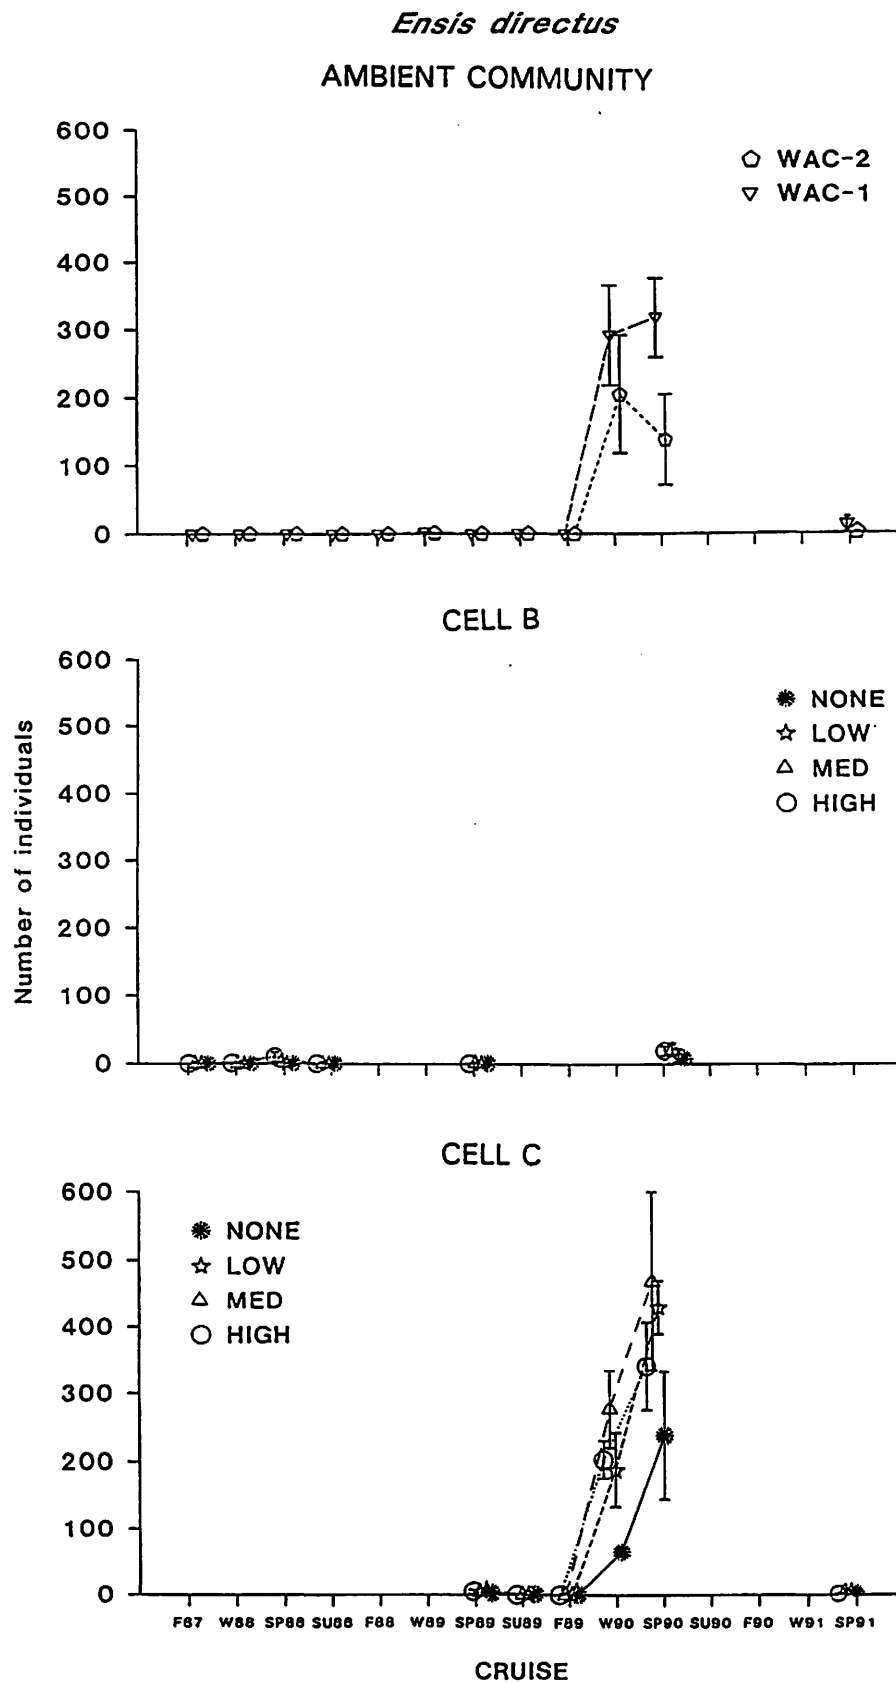 Ensis directus
AMBIENT COMMUNITY
600
500
400
300
200
100
0
WAC-2
WAC-1
CELL B
Number of individuals
600
500
400
300
200
100
0
NONE
LOW
MED
HIGH
CELL C
600
500
400
300
200
100
0
NONE
LOW
MED
HIGH
F87 W88 SP88 SU88 F88 W89 SP89 SU89 F89 W90 SP90 SU90 F90 W91 SP91
CRUISE